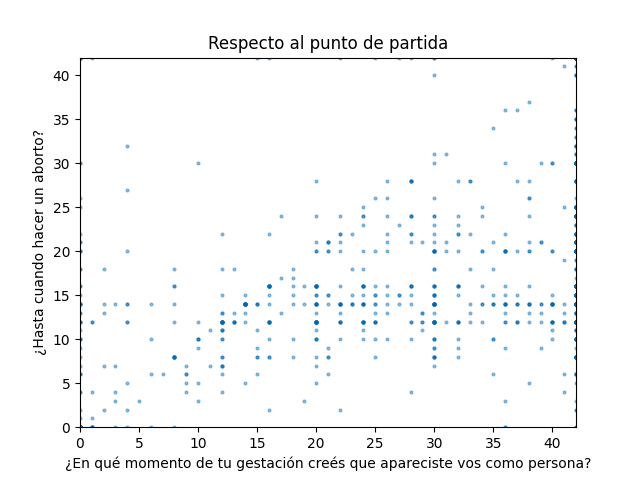 Respecto al punto de partida
¿Hasta cuando hacer un aborto?
40
35
30
25
20
15
10
5
0
0 5 10 15 20 25 30 35 40
¿En qué momento de tu gestación creés que apareciste vos como persona?